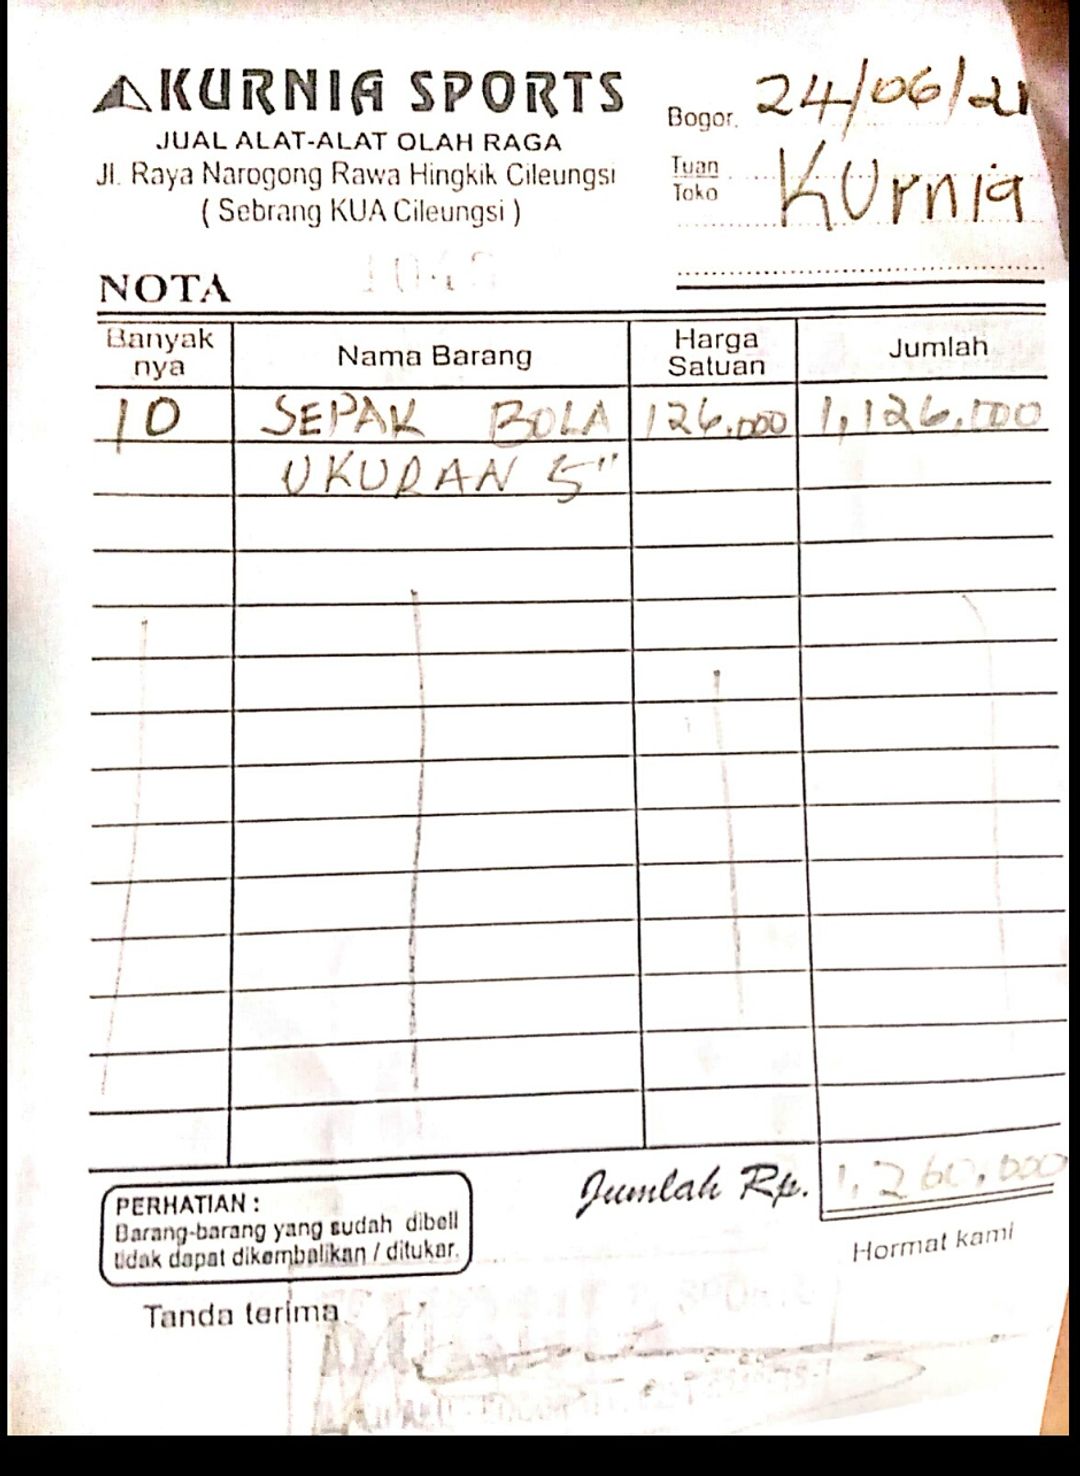 KURNIA SPORTS
JUAL ALAT-ALAT OLAH RAGA
Jl. Raya Narogong Rawa Hingkik Cileungsi
( Sebrang KUA Cileungsi )
Bogor, 24/06/21
Tuan
Toko Kurnia
NOTA
Banyak nya Nama Barang Harga Satuan Jumlah
10 SEPAK BOLA 126.000 1,126.000
UKURAN 5"
Jumlah Rp. 1,260.000
PERHATIAN :
Barang-barang yang sudah dibeli
tidak dapat dikembalikan / ditukar.
Hormat kami
Tanda terima